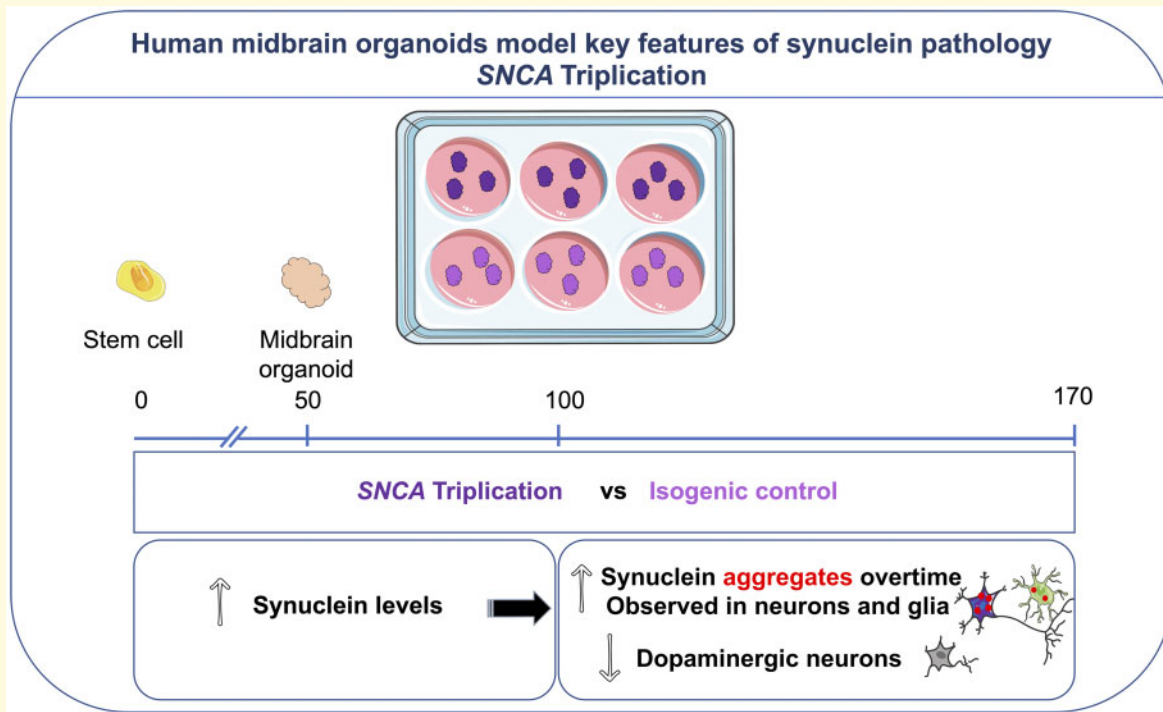 Human midbrain organoids model key features of synuclein pathology
SNCA Triplication
Stem cell
Midbrain
organoid
0
50
100
170
SNCA Triplication vs Isogenic control
Synuclein levels
Synuclein aggregates overtime
Observed in neurons and glia
Dopaminergic neurons